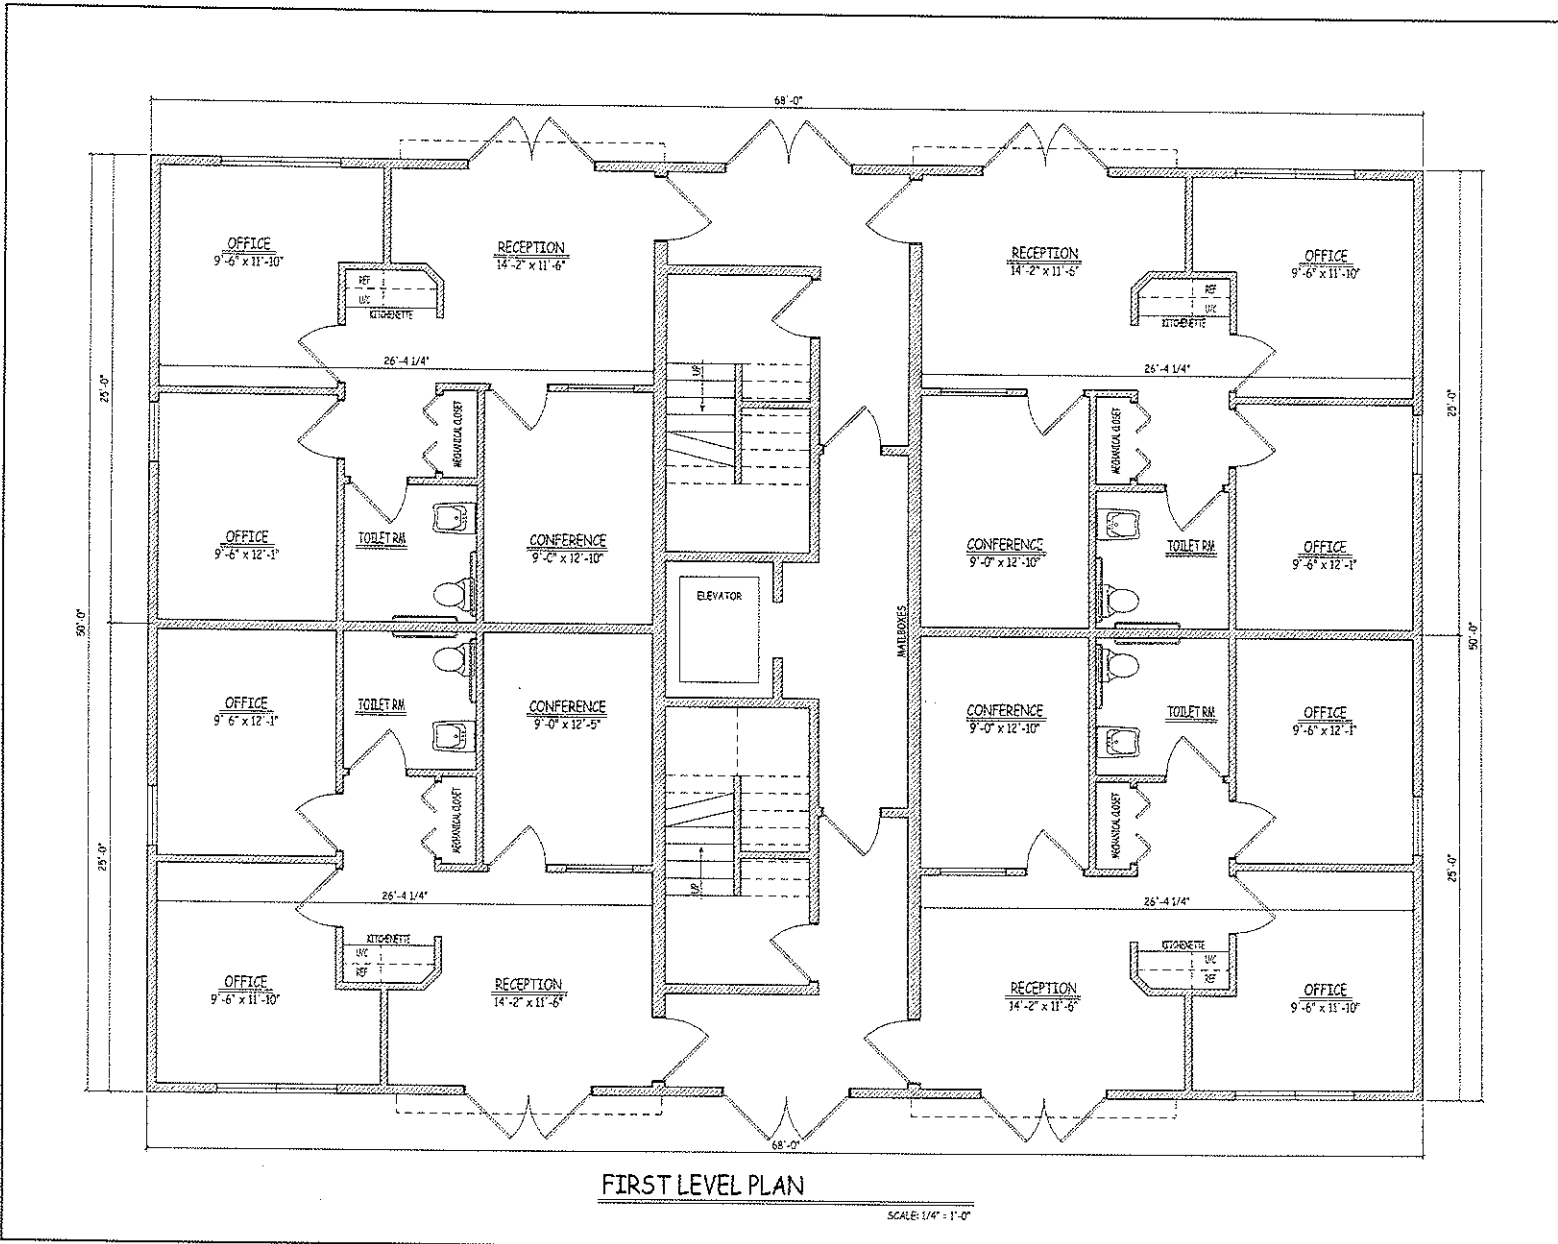 68'-0"
OFFICE
9'-6" x 11'-10"
RECEPTION
14'-2" x 11'-6"
RECEPTION
14'-2" x 11'-6"
OFFICE
9'-6" x 11'-10"
REF
U/C
KITCHENETTE
REF
U/C
KITCHENETTE
26'-4 1/4"
UP
26'-4 1/4"
25'-0"
25'-0"
MECHANICAL CLOSET
MECHANICAL CLOSET
OFFICE
9'-6" x 12'-1"
TOILET RM
CONFERENCE
9'-0" x 12'-10"
CONFERENCE
9'-0" x 12'-10"
TOILET RM
OFFICE
9'-6" x 12'-1"
50'-0"
ELEVATOR
MAILBOXES
50'-0"
OFFICE
9' 6" x 12'-1"
TOILET RM
CONFERENCE
9'-0" x 12'-5"
CONFERENCE
9'-0" x 12'-10"
TOILET RM
OFFICE
9'-6" x 12'-1"
MECHANICAL CLOSET
MECHANICAL CLOSET
25'-0"
UP
25'-0"
26'-4 1/4"
26'-4 1/4"
KITCHENETTE
U/C
REF
KITCHENETTE
U/C
REF
OFFICE
9'-6" x 11'-10"
RECEPTION
14'-2" x 11'-6"
RECEPTION
14'-2" x 11'-6"
OFFICE
9'-6" x 11'-10"
68'-0"
FIRST LEVEL PLAN
SCALE: 1/4" = 1'-0"